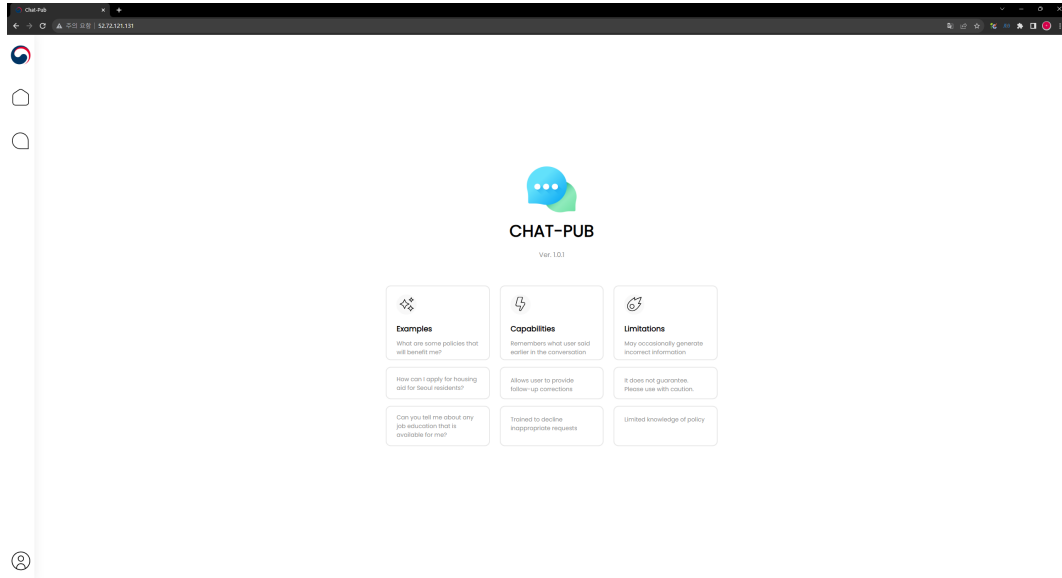 Chat-Pub
주의 요함 | 52.72.121.131
CHAT-PUB
Ver. 1.0.1
Examples
What are some policies that
will benefit me?
How can I apply for housing
aid for Seoul residents?
Can you tell me about any
job education that is
available for me?
Capabilities
Remembers what user said
earlier in the conversation
Allows user to provide
follow-up corrections
Trained to decline
inappropriate requests
Limitations
May occasionally generate
incorrect information
It does not guarantee.
Please use with caution.
Limited knowledge of policy